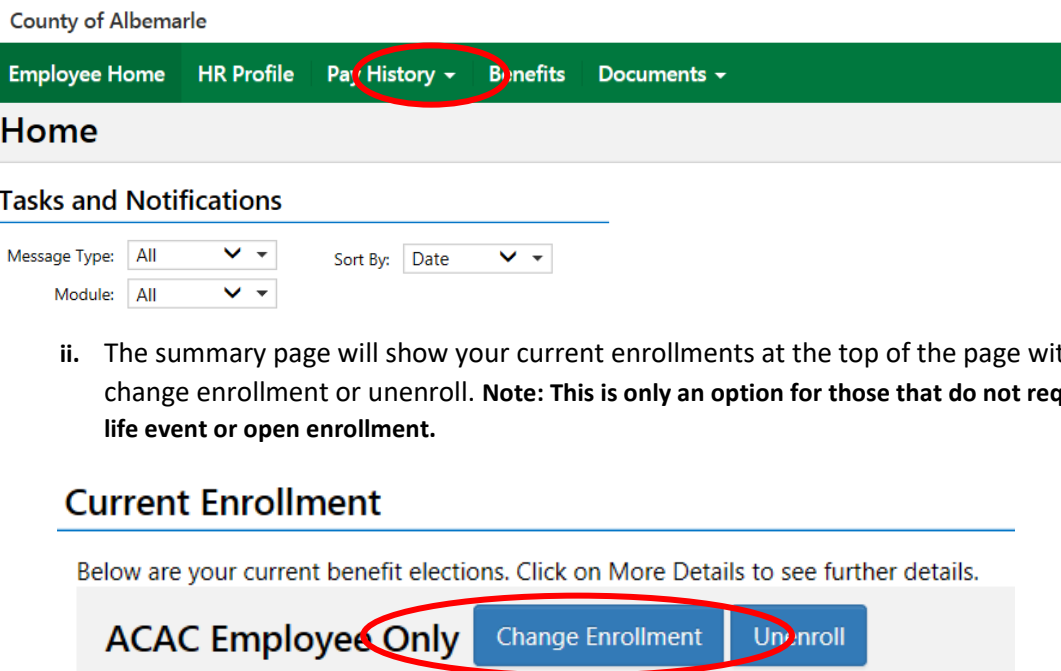 County of Albemarle
Employee Home HR Profile Pay History Benefits Documents
Home
Tasks and Notifications
Message Type: All Sort By: Date
Module: All
ii. The summary page will show your current enrollments at the top of the page wit
change enrollment or unenroll. Note: This is only an option for those that do not req
life event or open enrollment.
Current Enrollment
Below are your current benefit elections. Click on More Details to see further details.
ACAC Employee Only Change Enrollment Unenroll